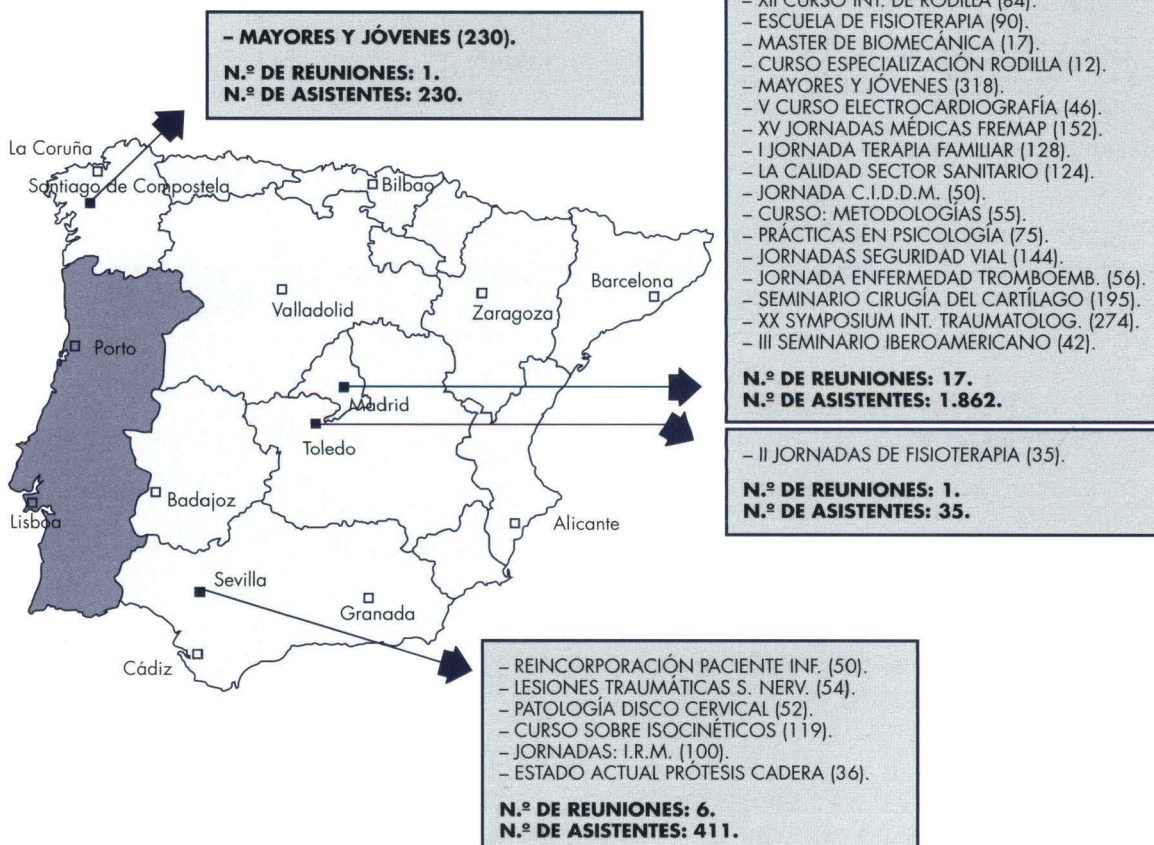 – MAYORES Y JÓVENES (230).
N.º DE REUNIONES: 1.
N.º DE ASISTENTES: 230.
– XII CURSO INT. DE RODILLA (84).
– ESCUELA DE FISIOTERAPIA (90).
– MASTER DE BIOMECÁNICA (17).
– CURSO ESPECIALIZACIÓN RODILLA (12).
– MAYORES Y JÓVENES (318).
– V CURSO ELECTROCARDIOGRAFÍA (46).
– XV JORNADAS MÉDICAS FREMAP (152).
– I JORNADA TERAPIA FAMILIAR (128).
– LA CALIDAD SECTOR SANITARIO (124).
– JORNADA C.I.D.D.M. (50).
– CURSO: METODOLOGÍAS (55).
– PRÁCTICAS EN PSICOLOGÍA (75).
– JORNADAS SEGURIDAD VIAL (144).
– JORNADA ENFERMEDAD TROMBOEMB. (56).
– SEMINARIO CIRUGÍA DEL CARTÍLAGO (195).
– XX SYMPOSIUM INT. TRAUMATOLOG. (274).
– III SEMINARIO IBEROAMERICANO (42).
N.º DE REUNIONES: 17.
N.º DE ASISTENTES: 1.862.
La Coruña
Santiago de Compostela
Bilbao
Valladolid
Zaragoza
Barcelona
Porto
Madrid
Toledo
Badajoz
Lisboa
Alicante
Sevilla
Granada
Cádiz
– II JORNADAS DE FISIOTERAPIA (35).
N.º DE REUNIONES: 1.
N.º DE ASISTENTES: 35.
– REINCORPORACIÓN PACIENTE INF. (50).
– LESIONES TRAUMÁTICAS S. NERV. (54).
– PATOLOGÍA DISCO CERVICAL (52).
– CURSO SOBRE ISOCINÉTICOS (119).
– JORNADAS: I.R.M. (100).
– ESTADO ACTUAL PRÓTESIS CADERA (36).
N.º DE REUNIONES: 6.
N.º DE ASISTENTES: 411.